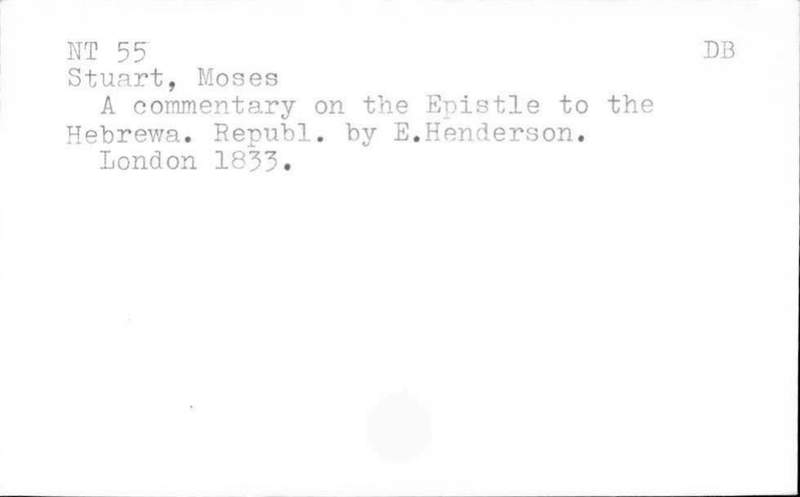 NT 55 DB
Stuart, Moses
A commentary on the Epistle to the
Hebrewa. Republ. by E.Henderson.
London 1833.